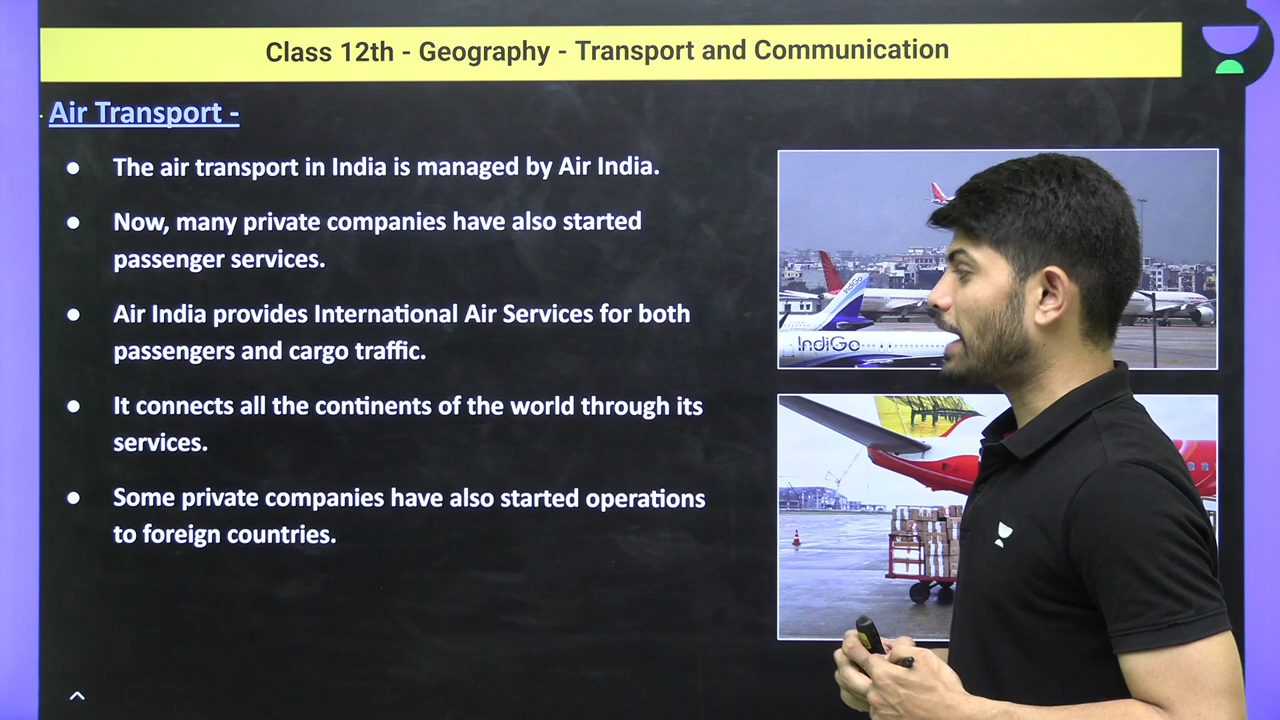 Class 12th - Geography - Transport and Communication
Air Transport -
● The air transport in India is managed by Air India.
● Now, many private companies have also started
passenger services.
● Air India provides International Air Services for both
passengers and cargo traffic.
● It connects all the continents of the world through its
services.
● Some private companies have also started operations
to foreign countries.
IndiGo
IndiGo